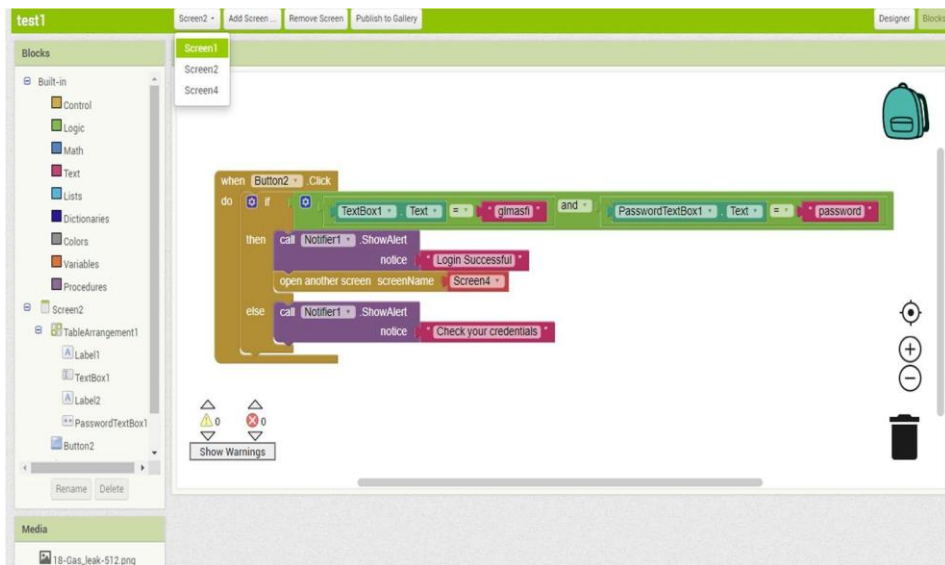 test1
Screen2 Add Screen ... Remove Screen Publish to Gallery
Designer Blocks
Screen1
Screen2
Screen4
Blocks
Built-in
Control
Logic
Math
Text
Lists
Dictionaries
Colors
Variables
Procedures
Screen2
TableArrangement1
Label1
TextBox1
Label2
PasswordTextBox1
Button2
Rename Delete
Media
18-Gas_leak-512.png
when Button2 .Click
do if TextBox1 . Text = " glmasfi " and PasswordTextBox1 . Text = " password "
then call Notifier1 .ShowAlert
notice " Login Successful "
open another screen screenName Screen4
else call Notifier1 .ShowAlert
notice " Check your credentials "
0 0
Show Warnings